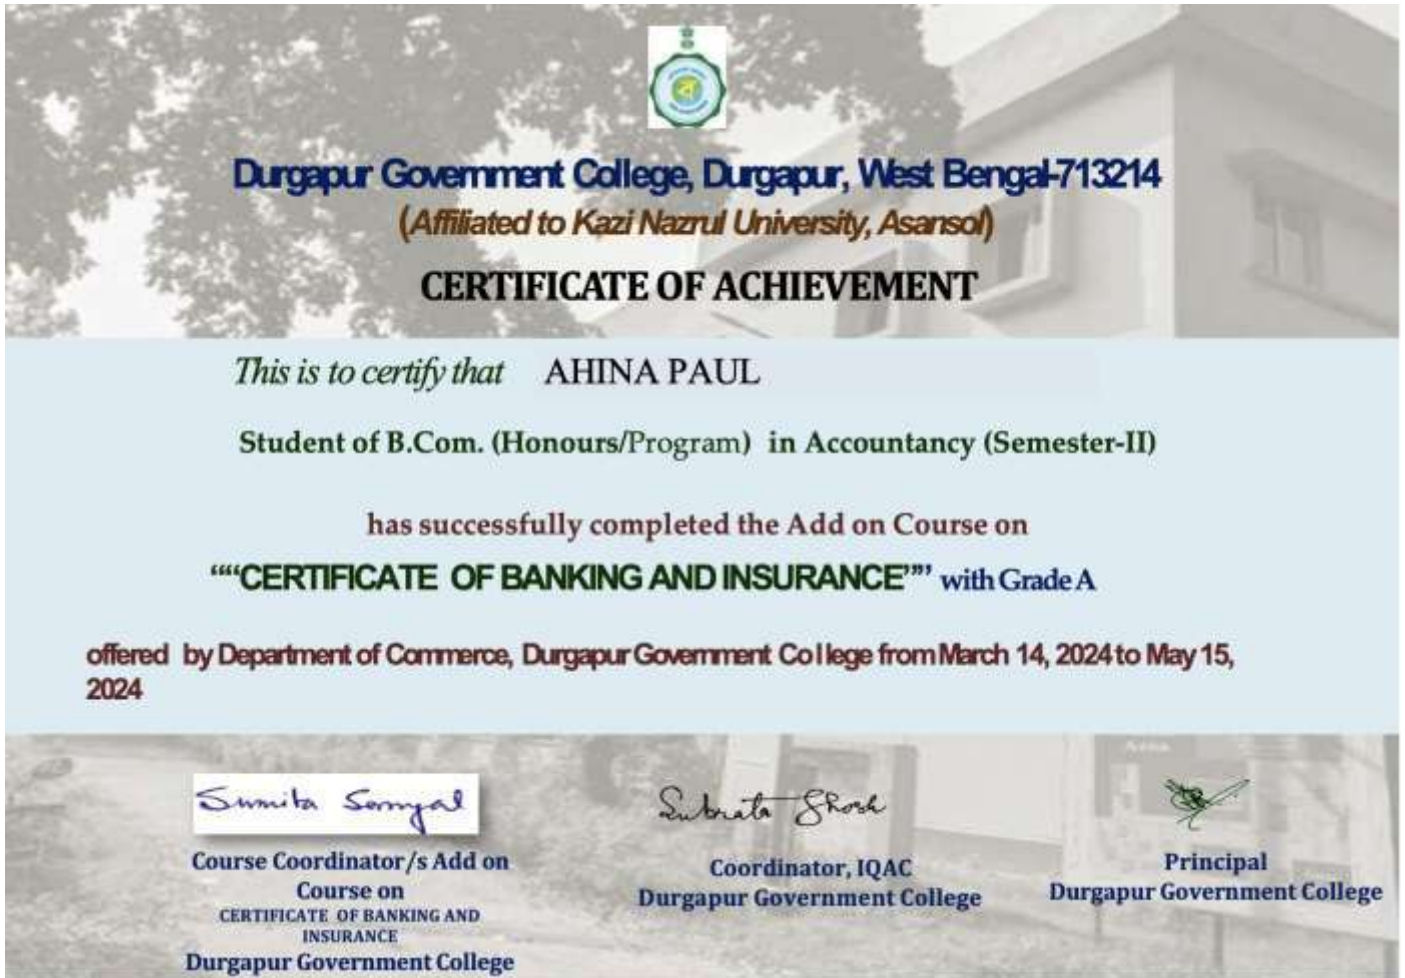 Durgapur Government College, Durgapur, West Bengal-713214
(Affiliated to Kazi Nazrul University, Asansol)
CERTIFICATE OF ACHIEVEMENT
This is to certify that AHINA PAUL
Student of B.Com. (Honours/Program) in Accountancy (Semester-II)
has successfully completed the Add on Course on
““CERTIFICATE OF BANKING AND INSURANCE”” with Grade A
offered by Department of Commerce, Durgapur Government College from March 14, 2024 to May 15,
2024
Sumita Sannyal
Subrata Ghosh
Course Coordinator/s Add on
Course on
CERTIFICATE OF BANKING AND
INSURANCE
Durgapur Government College
Coordinator, IQAC
Durgapur Government College
Principal
Durgapur Government College